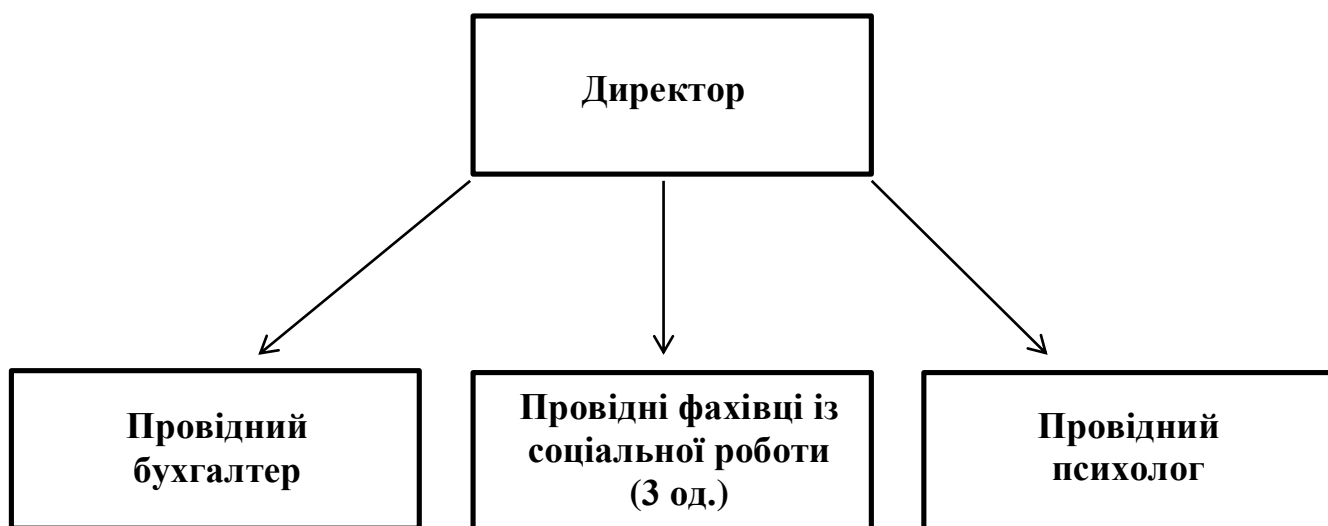 Директор
Провідний
бухгалтер
Провідні фахівці із
соціальної роботи
(3 од.)
Провідний
психолог